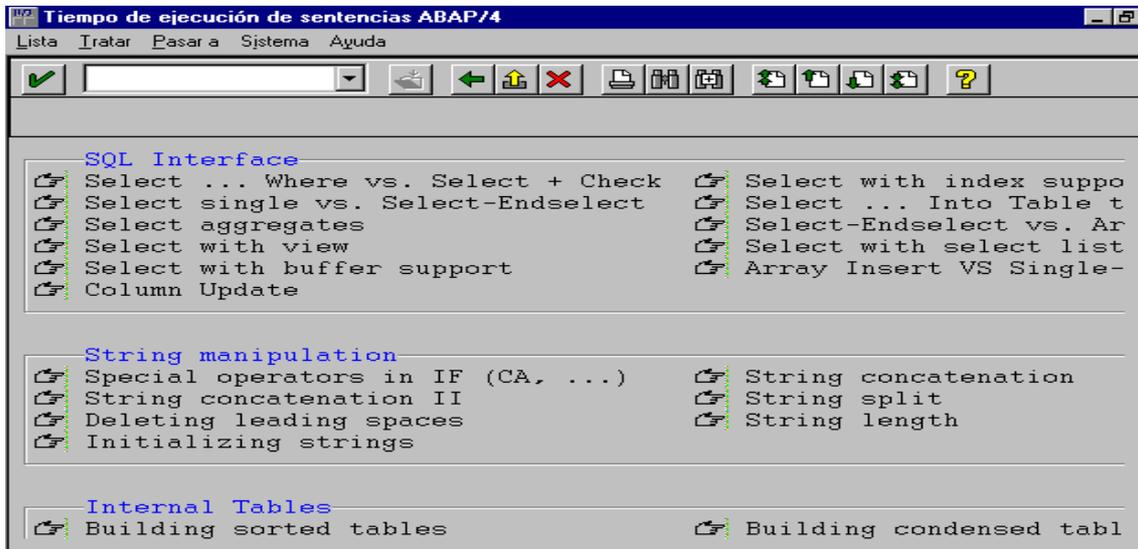 Tiempo de ejecución de sentencias ABAP/4
Lista Tratar Pasar a Sistema Ayuda
SQL Interface
Select ... Where vs. Select + Check Select with index suppo
Select single vs. Select-Endselect Select ... Into Table t
Select aggregates Select-Endselect vs. Ar
Select with view Select with select list
Select with buffer support Array Insert VS Single-
Column Update
String manipulation
Special operators in IF (CA, ...) String concatenation
String concatenation II String split
Deleting leading spaces String length
Initializing strings
Internal Tables
Building sorted tables Building condensed tabl